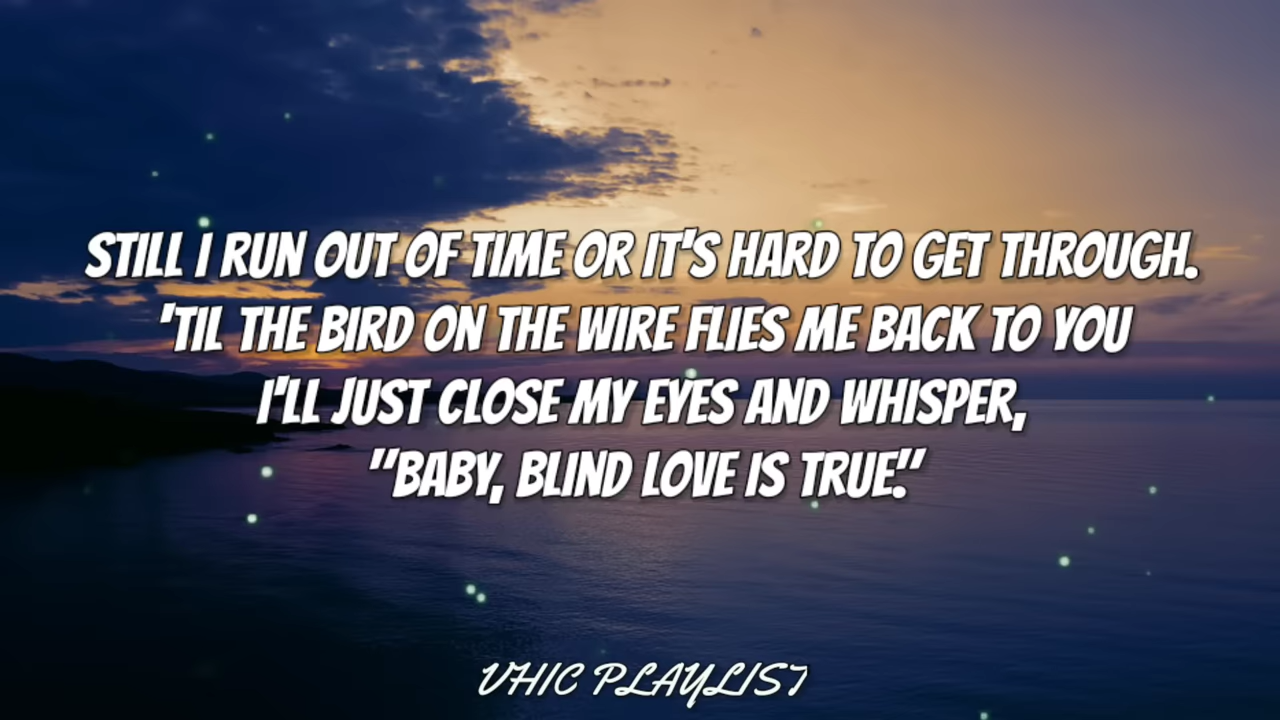 STILL I RUN OUT OF TIME OR IT'S HARD TO GET THROUGH.
'TIL THE BIRD ON THE WIRE FLIES ME BACK TO YOU
I'LL JUST CLOSE MY EYES AND WHISPER,
"BABY, BLIND LOVE IS TRUE."
VHIC PLAYLIST